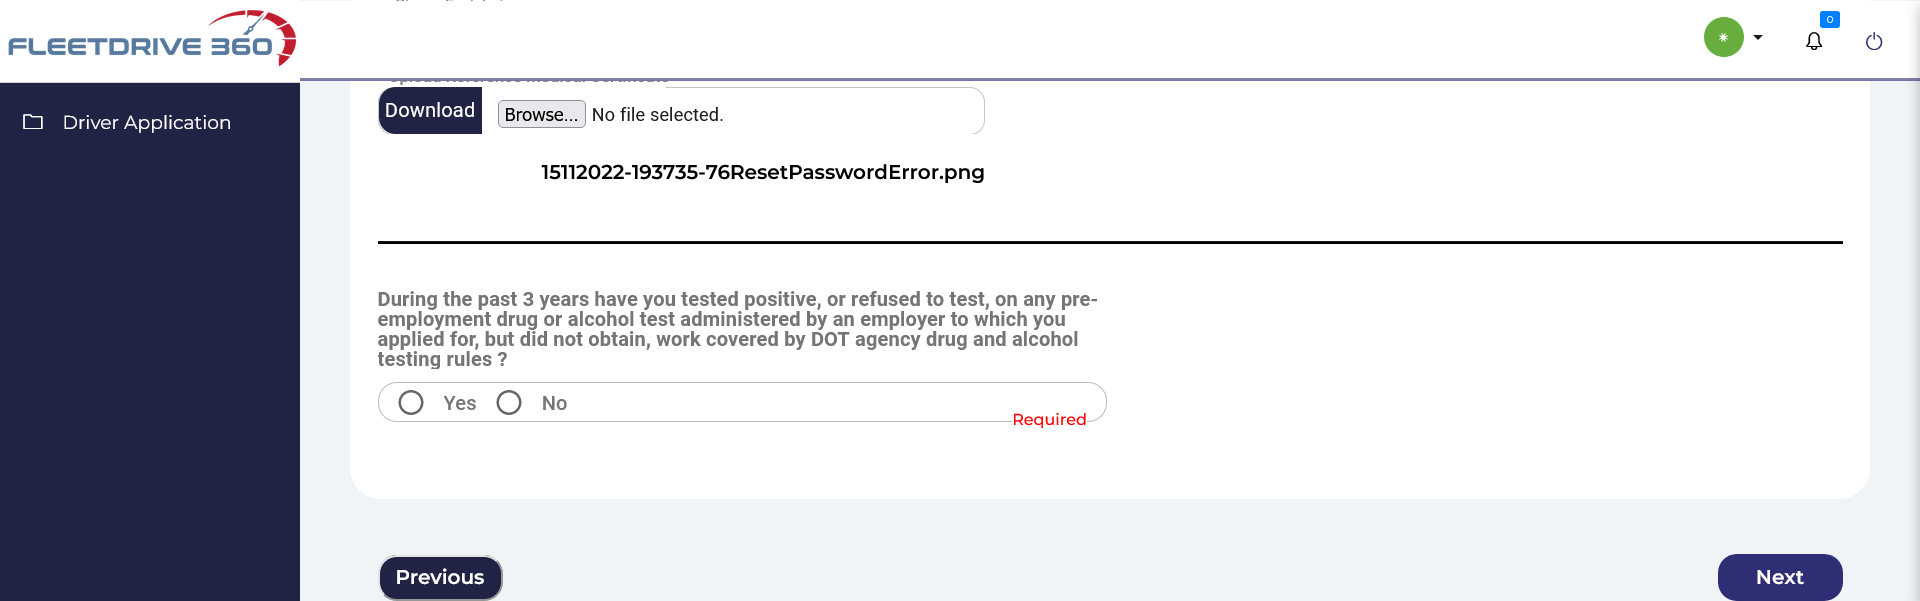 FLEETDRIVE 360
0
Driver Application
Download
Browse... No file selected.
15112022-193735-76ResetPasswordError.png
During the past 3 years have you tested positive, or refused to test, on any pre-
employment drug or alcohol test administered by an employer to which you
applied for, but did not obtain, work covered by DOT agency drug and alcohol
testing rules ?
Yes No
Required
Previous
Next